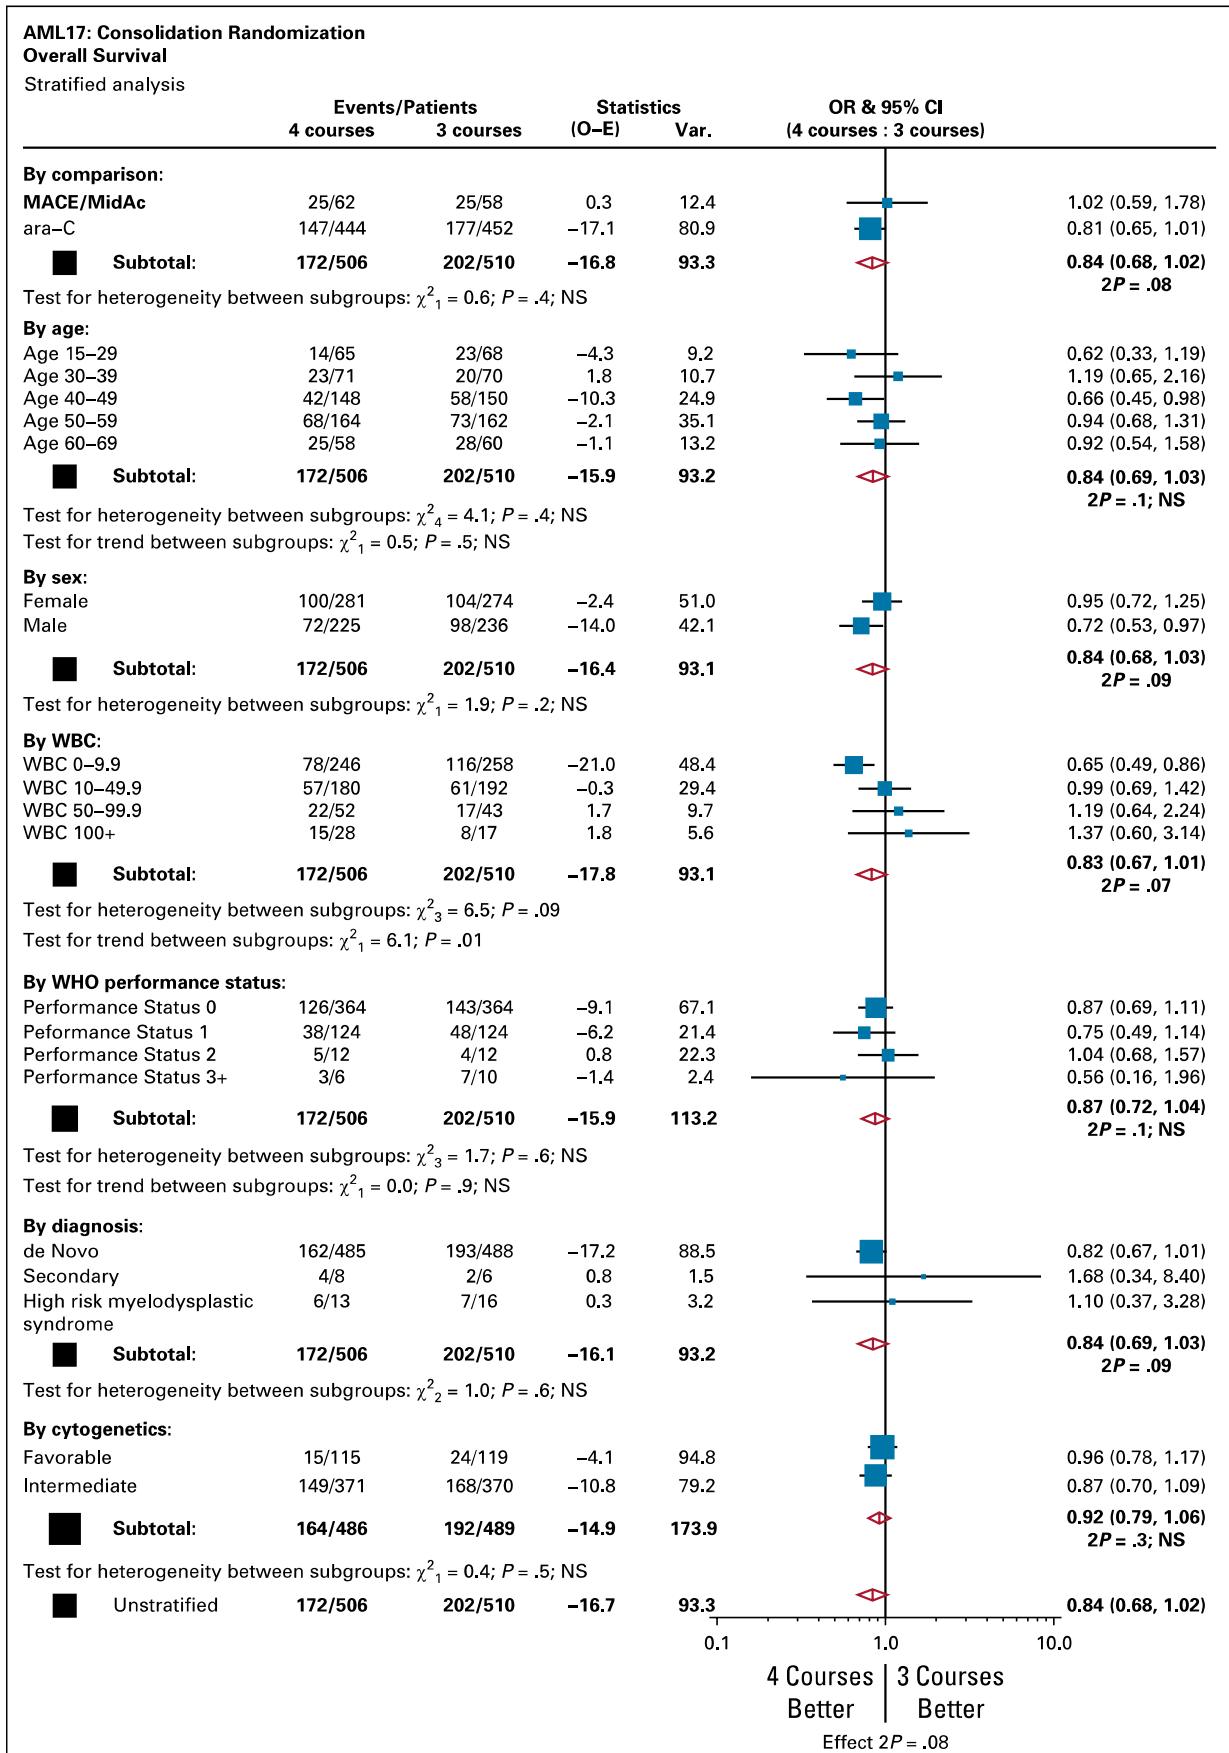 AML17: Consolidation Randomization
Overall Survival
Stratified analysis
Events/Patients Statistics OR & 95% CI
4 courses 3 courses (O–E) Var. (4 courses : 3 courses)
By comparison:
MACE/MidAc 25/62 25/58 0.3 12.4 1.02 (0.59, 1.78)
ara–C 147/444 177/452 –17.1 80.9 0.81 (0.65, 1.01)
Subtotal: 172/506 202/510 –16.8 93.3 0.84 (0.68, 1.02)
2P = .08
Test for heterogeneity between subgroups: χ²₁ = 0.6; P = .4; NS
By age:
Age 15–29 14/65 23/68 –4.3 9.2 0.62 (0.33, 1.19)
Age 30–39 23/71 20/70 1.8 10.7 1.19 (0.65, 2.16)
Age 40–49 42/148 58/150 –10.3 24.9 0.66 (0.45, 0.98)
Age 50–59 68/164 73/162 –2.1 35.1 0.94 (0.68, 1.31)
Age 60–69 25/58 28/60 –1.1 13.2 0.92 (0.54, 1.58)
Subtotal: 172/506 202/510 –15.9 93.2 0.84 (0.69, 1.03)
2P = .1; NS
Test for heterogeneity between subgroups: χ²₄ = 4.1; P = .4; NS
Test for trend between subgroups: χ²₁ = 0.5; P = .5; NS
By sex:
Female 100/281 104/274 –2.4 51.0 0.95 (0.72, 1.25)
Male 72/225 98/236 –14.0 42.1 0.72 (0.53, 0.97)
Subtotal: 172/506 202/510 –16.4 93.1 0.84 (0.68, 1.03)
2P = .09
Test for heterogeneity between subgroups: χ²₁ = 1.9; P = .2; NS
By WBC:
WBC 0–9.9 78/246 116/258 –21.0 48.4 0.65 (0.49, 0.86)
WBC 10–49.9 57/180 61/192 –0.3 29.4 0.99 (0.69, 1.42)
WBC 50–99.9 22/52 17/43 1.7 9.7 1.19 (0.64, 2.24)
WBC 100+ 15/28 8/17 1.8 5.6 1.37 (0.60, 3.14)
Subtotal: 172/506 202/510 –17.8 93.1 0.83 (0.67, 1.01)
2P = .07
Test for heterogeneity between subgroups: χ²₃ = 6.5; P = .09
Test for trend between subgroups: χ²₁ = 6.1; P = .01
By WHO performance status:
Performance Status 0 126/364 143/364 –9.1 67.1 0.87 (0.69, 1.11)
Peformance Status 1 38/124 48/124 –6.2 21.4 0.75 (0.49, 1.14)
Performance Status 2 5/12 4/12 0.8 22.3 1.04 (0.68, 1.57)
Performance Status 3+ 3/6 7/10 –1.4 2.4 0.56 (0.16, 1.96)
Subtotal: 172/506 202/510 –15.9 113.2 0.87 (0.72, 1.04)
2P = .1; NS
Test for heterogeneity between subgroups: χ²₃ = 1.7; P = .6; NS
Test for trend between subgroups: χ²₁ = 0.0; P = .9; NS
By diagnosis:
de Novo 162/485 193/488 –17.2 88.5 0.82 (0.67, 1.01)
Secondary 4/8 2/6 0.8 1.5 1.68 (0.34, 8.40)
High risk myelodysplastic 6/13 7/16 0.3 3.2 1.10 (0.37, 3.28)
syndrome
Subtotal: 172/506 202/510 –16.1 93.2 0.84 (0.69, 1.03)
2P = .09
Test for heterogeneity between subgroups: χ²₂ = 1.0; P = .6; NS
By cytogenetics:
Favorable 15/115 24/119 –4.1 94.8 0.96 (0.78, 1.17)
Intermediate 149/371 168/370 –10.8 79.2 0.87 (0.70, 1.09)
Subtotal: 164/486 192/489 –14.9 173.9 0.92 (0.79, 1.06)
2P = .3; NS
Test for heterogeneity between subgroups: χ²₁ = 0.4; P = .5; NS
Unstratified 172/506 202/510 –16.7 93.3 0.84 (0.68, 1.02)
0.1 1.0 10.0
4 Courses 3 Courses
Better Better
Effect 2P = .08